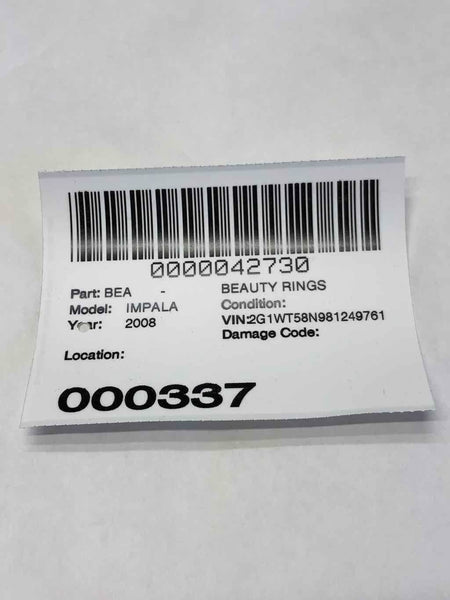 0000042730
Part: BEA - BEAUTY RINGS
Model: IMPALA Condition:
Year: 2008 VIN:2G1WT58N981249761
Damage Code:
Location:
000337